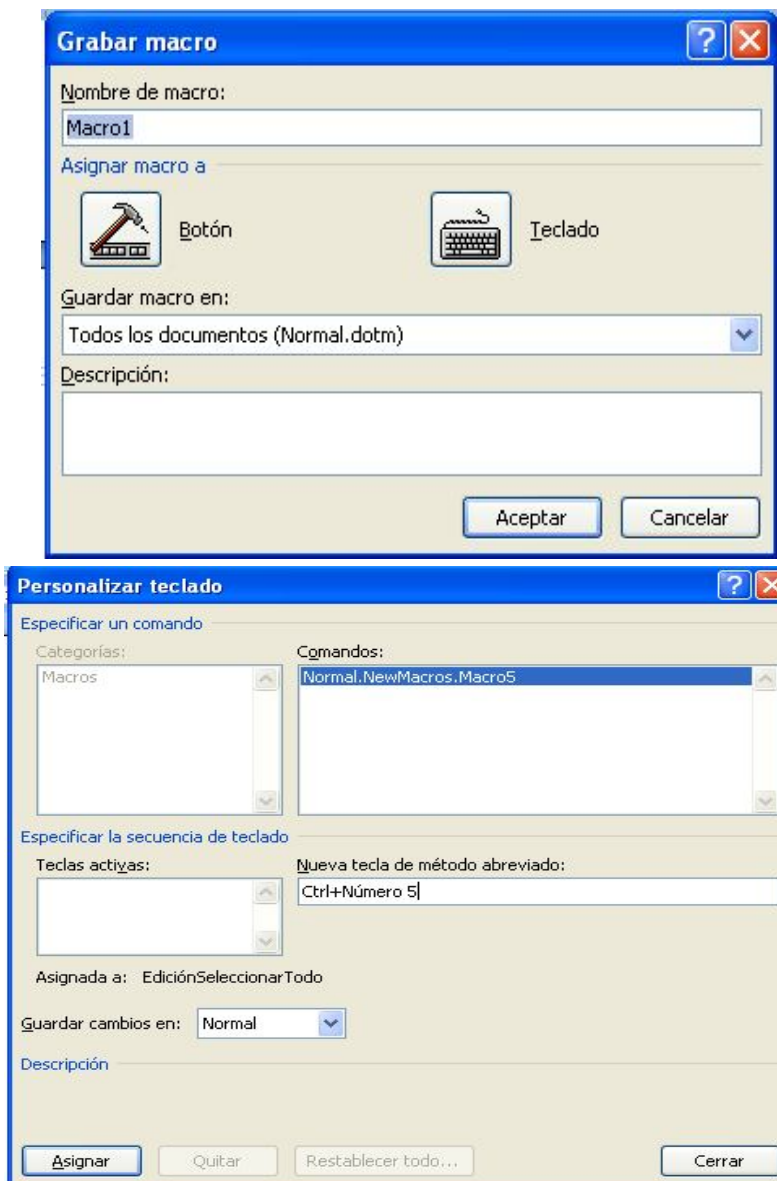 Grabar macro
Nombre de macro:
Macro1
Asignar macro a
Botón
Teclado
Guardar macro en:
Todos los documentos (Normal.dotm)
Descripción:
Aceptar
Cancelar
Personalizar teclado
Especificar un comando
Categorías:
Comandos:
Macros
Normal.NewMacros.Macro5
Especificar la secuencia de teclado
Teclas activas:
Nueva tecla de método abreviado:
Ctrl+Número 5
Asignada a: EdiciónSeleccionarTodo
Guardar cambios en: Normal
Descripción
Asignar
Quitar
Restablecer todo...
Cerrar